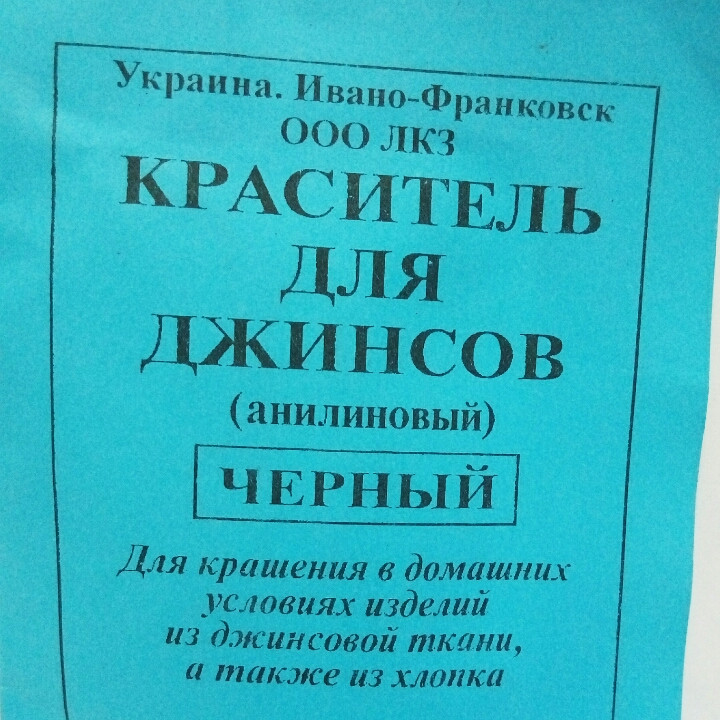 Украина. Ивано-Франковск
ООО ЛКЗ
КРАСИТЕЛЬ
ДЛЯ
ДЖИНСОВ
(анилиновый)
ЧЕРНЫЙ
Для крашения в домашних
условиях изделий
из джинсовой ткани,
а также из хлопка